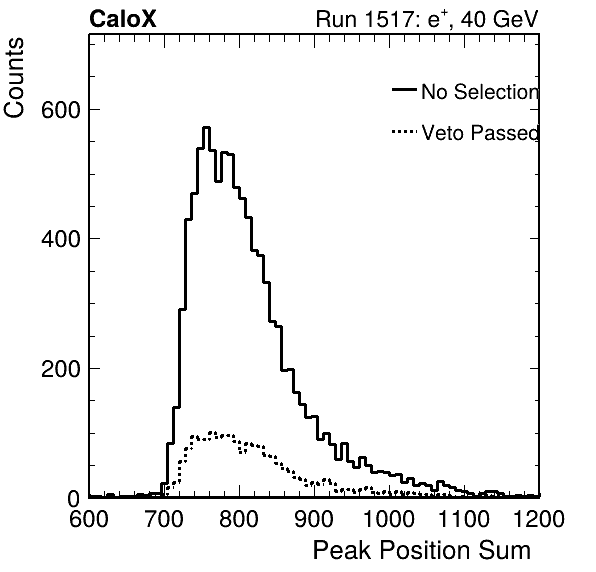 CaloX Run 1517: e⁺, 40 GeV
Counts
No Selection
Veto Passed
600
400
200
0
600 700 800 900 1000 1100 1200
Peak Position Sum